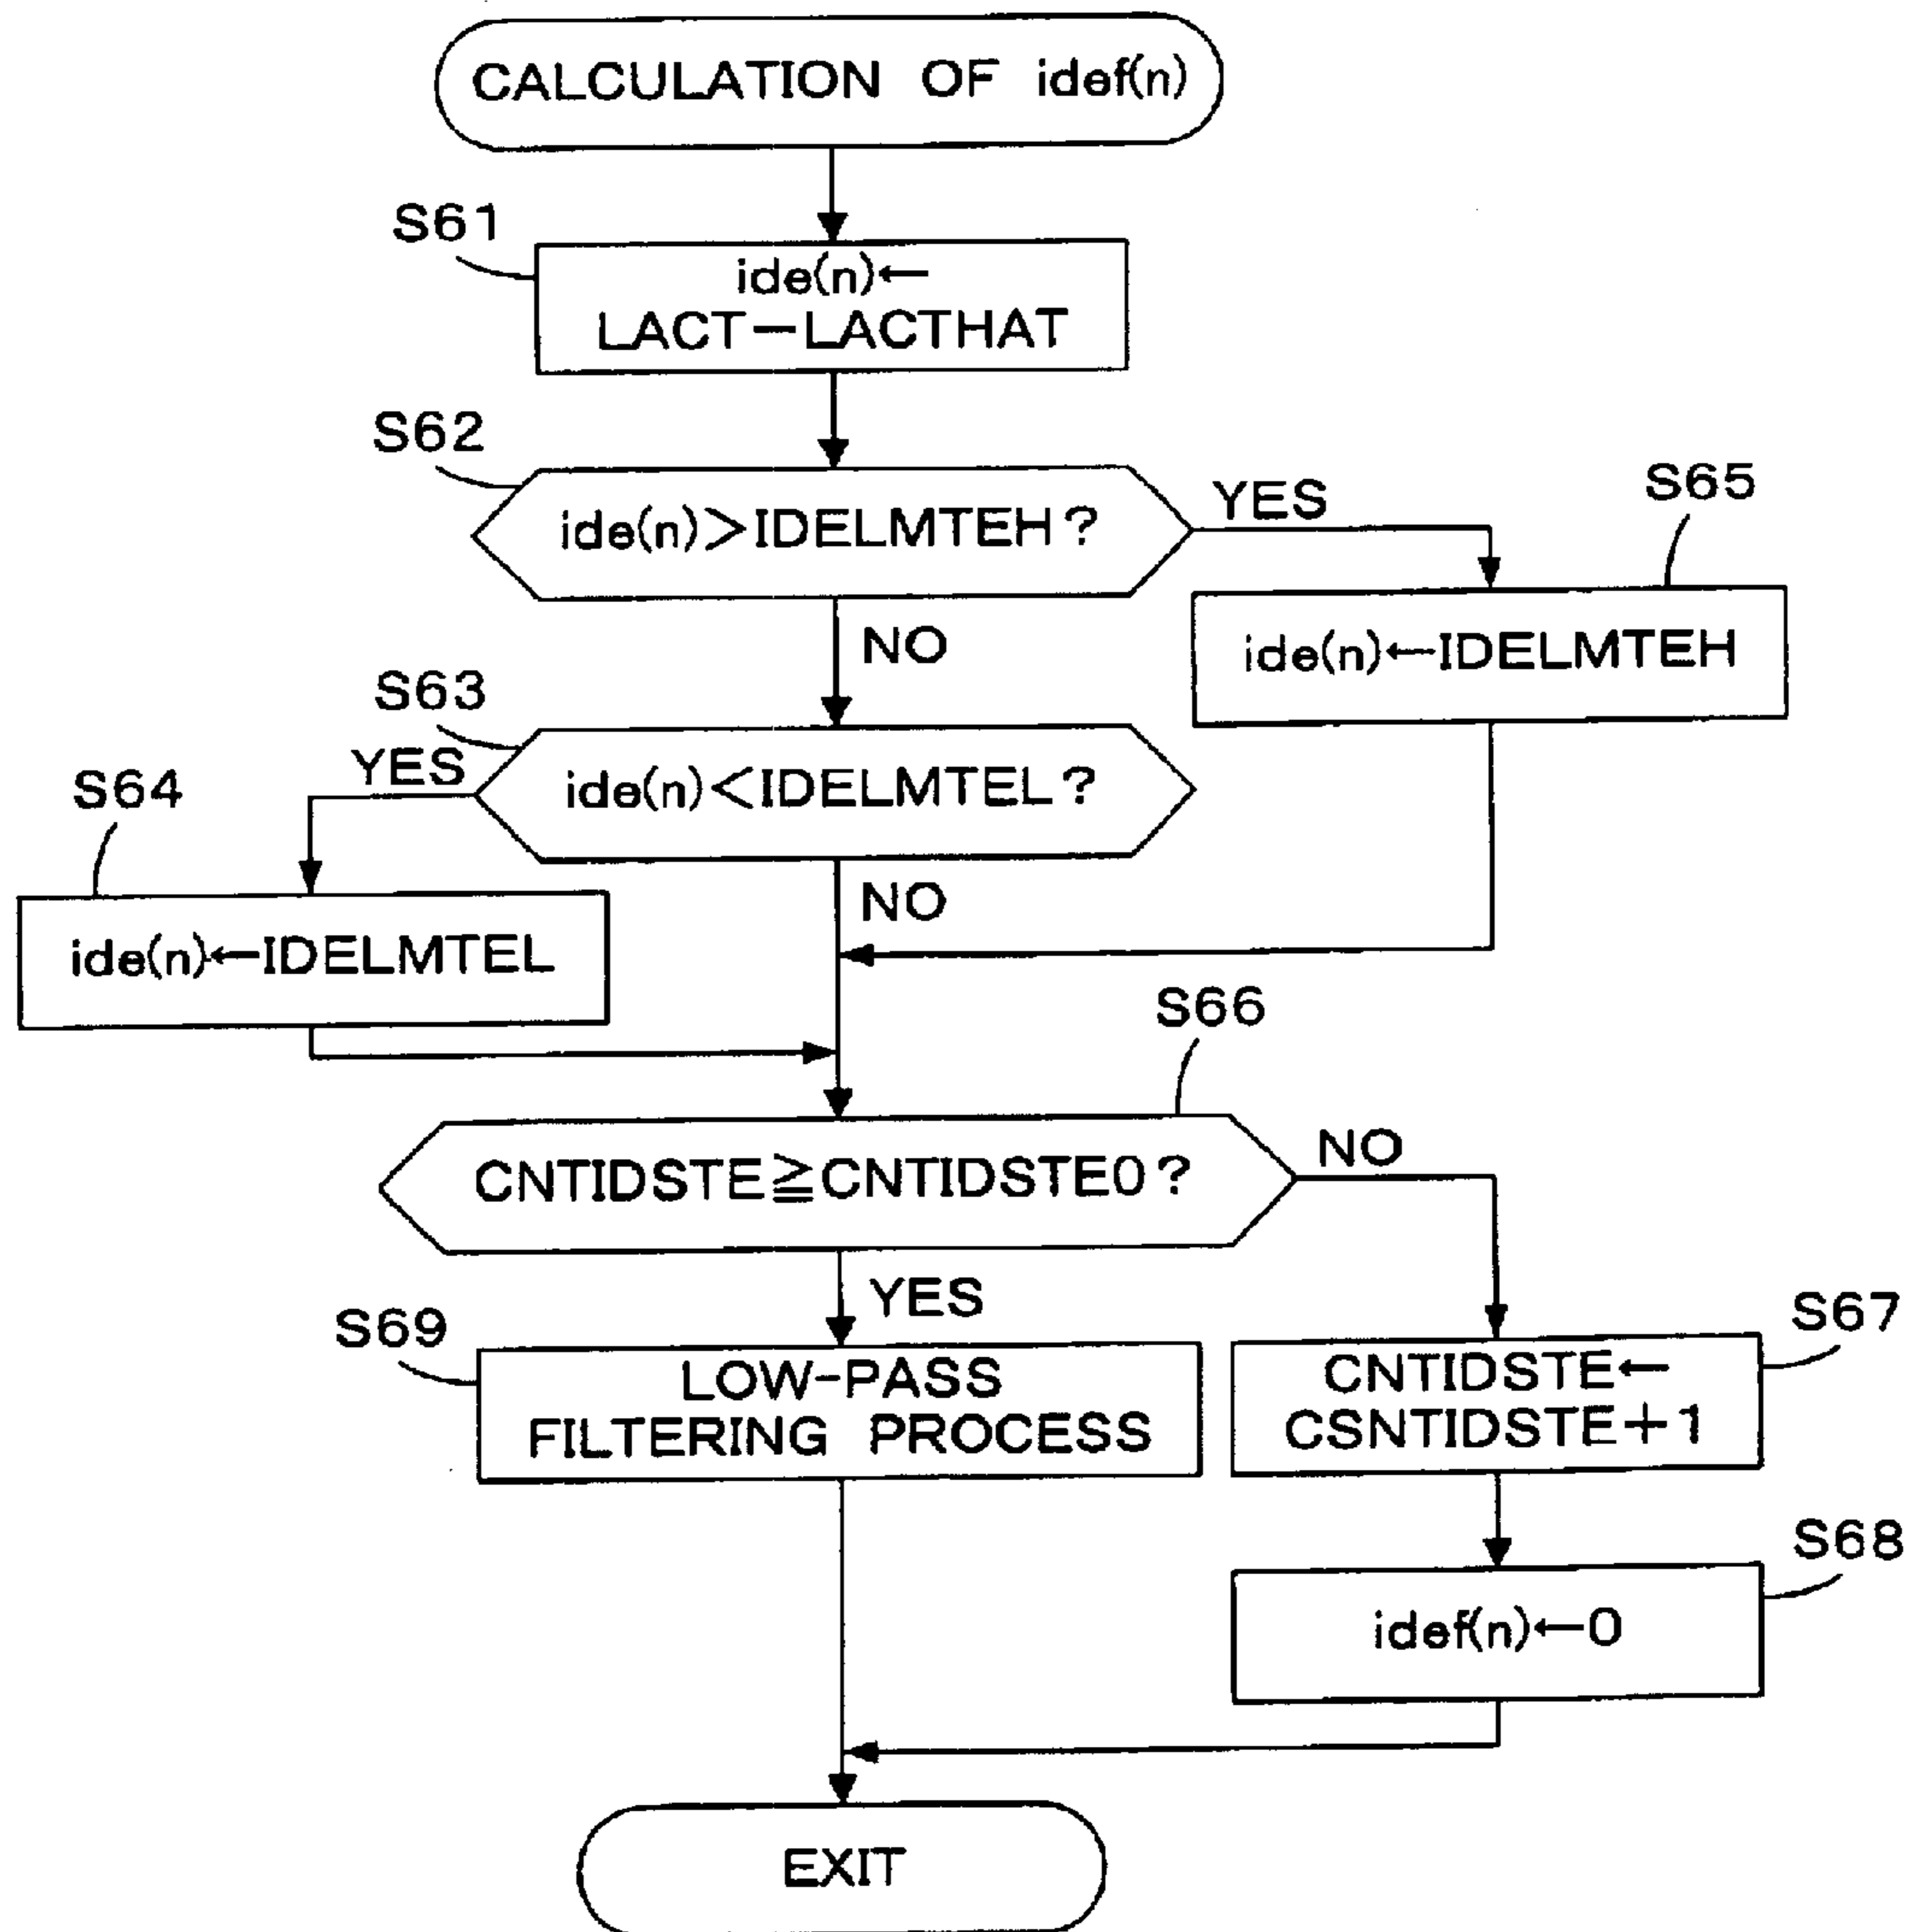 CALCULATION OF idef(n)
S61
ide(n)←
LACT－LACTHAT
S62
ide(n)＞IDELMTEH?
YES
S65
ide(n)←IDELMTEH
NO
S63
YES
ide(n)＜IDELMTEL?
S64
ide(n)←IDELMTEL
NO
S66
CNTIDSTE≧CNTIDSTE0?
NO
YES
S69
LOW-PASS
FILTERING PROCESS
S67
CNTIDSTE←
CSNTIDSTE+1
S68
idef(n)←0
EXIT